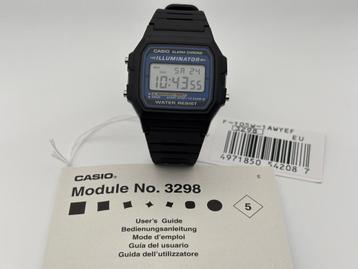 CASIO ALARM CHRONO
ILLUMINATOR
SA 24
10:43
WATER RESIST
F-105W-1AWYEF
3298
EU
4971850 54208 7
CASIO
E
Module No. 3298
5
User's Guide
Bedienungsanleitung
Mode d'emploi
Guía del usuario
Guida dell'utilizzatore